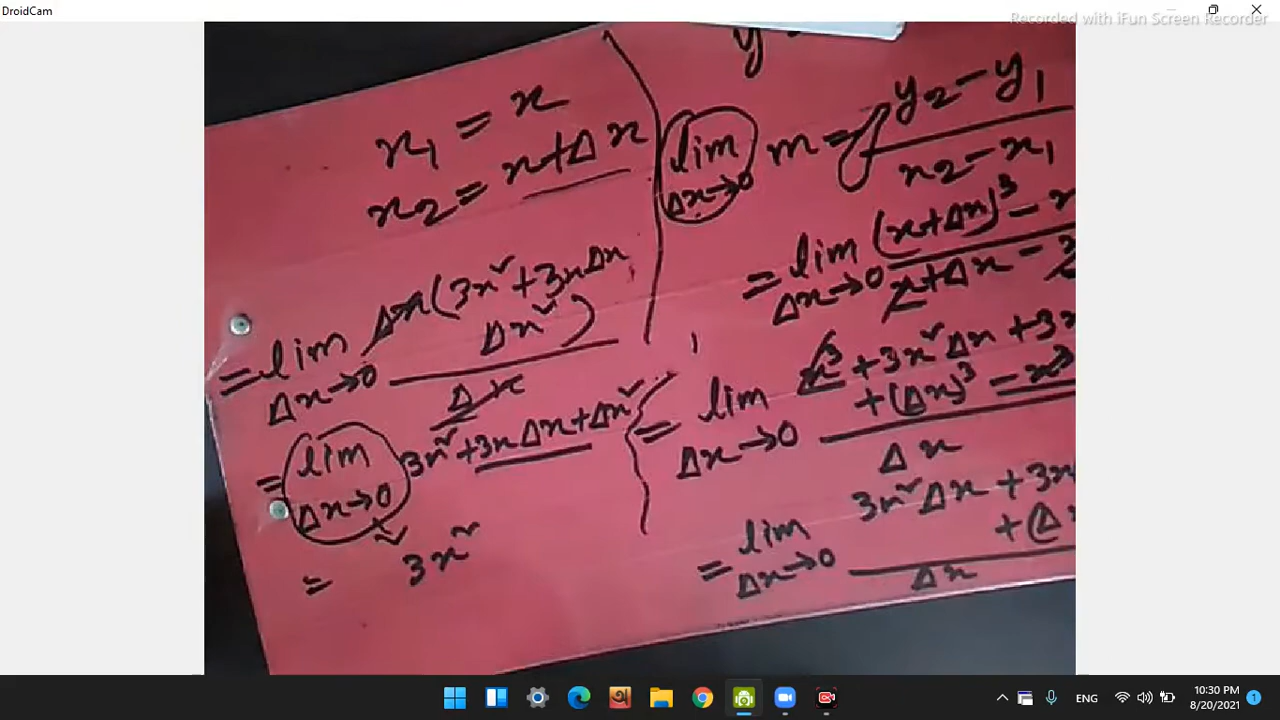 DroidCam
Recorded with iFun Screen Recorder
x₁ = x
x₂ = x+Δx
= lim Δx(3x²+3xΔx
Δx²)
Δx→0
Δx
= lim 3x²+3xΔx+Δx²
Δx→0
= 3x²
y
lim m = y₂-y₁
Δx→0 x₂-x₁
= lim (x+Δx)³-x
Δx→0 x+Δx-x
= lim x³+3x²Δx+3x
+(Δx)³-x³
Δx→0
Δx
= lim 3x²Δx+3x
+(Δ
Δx→0
Δx
ENG
10:30 PM
8/20/2021
1